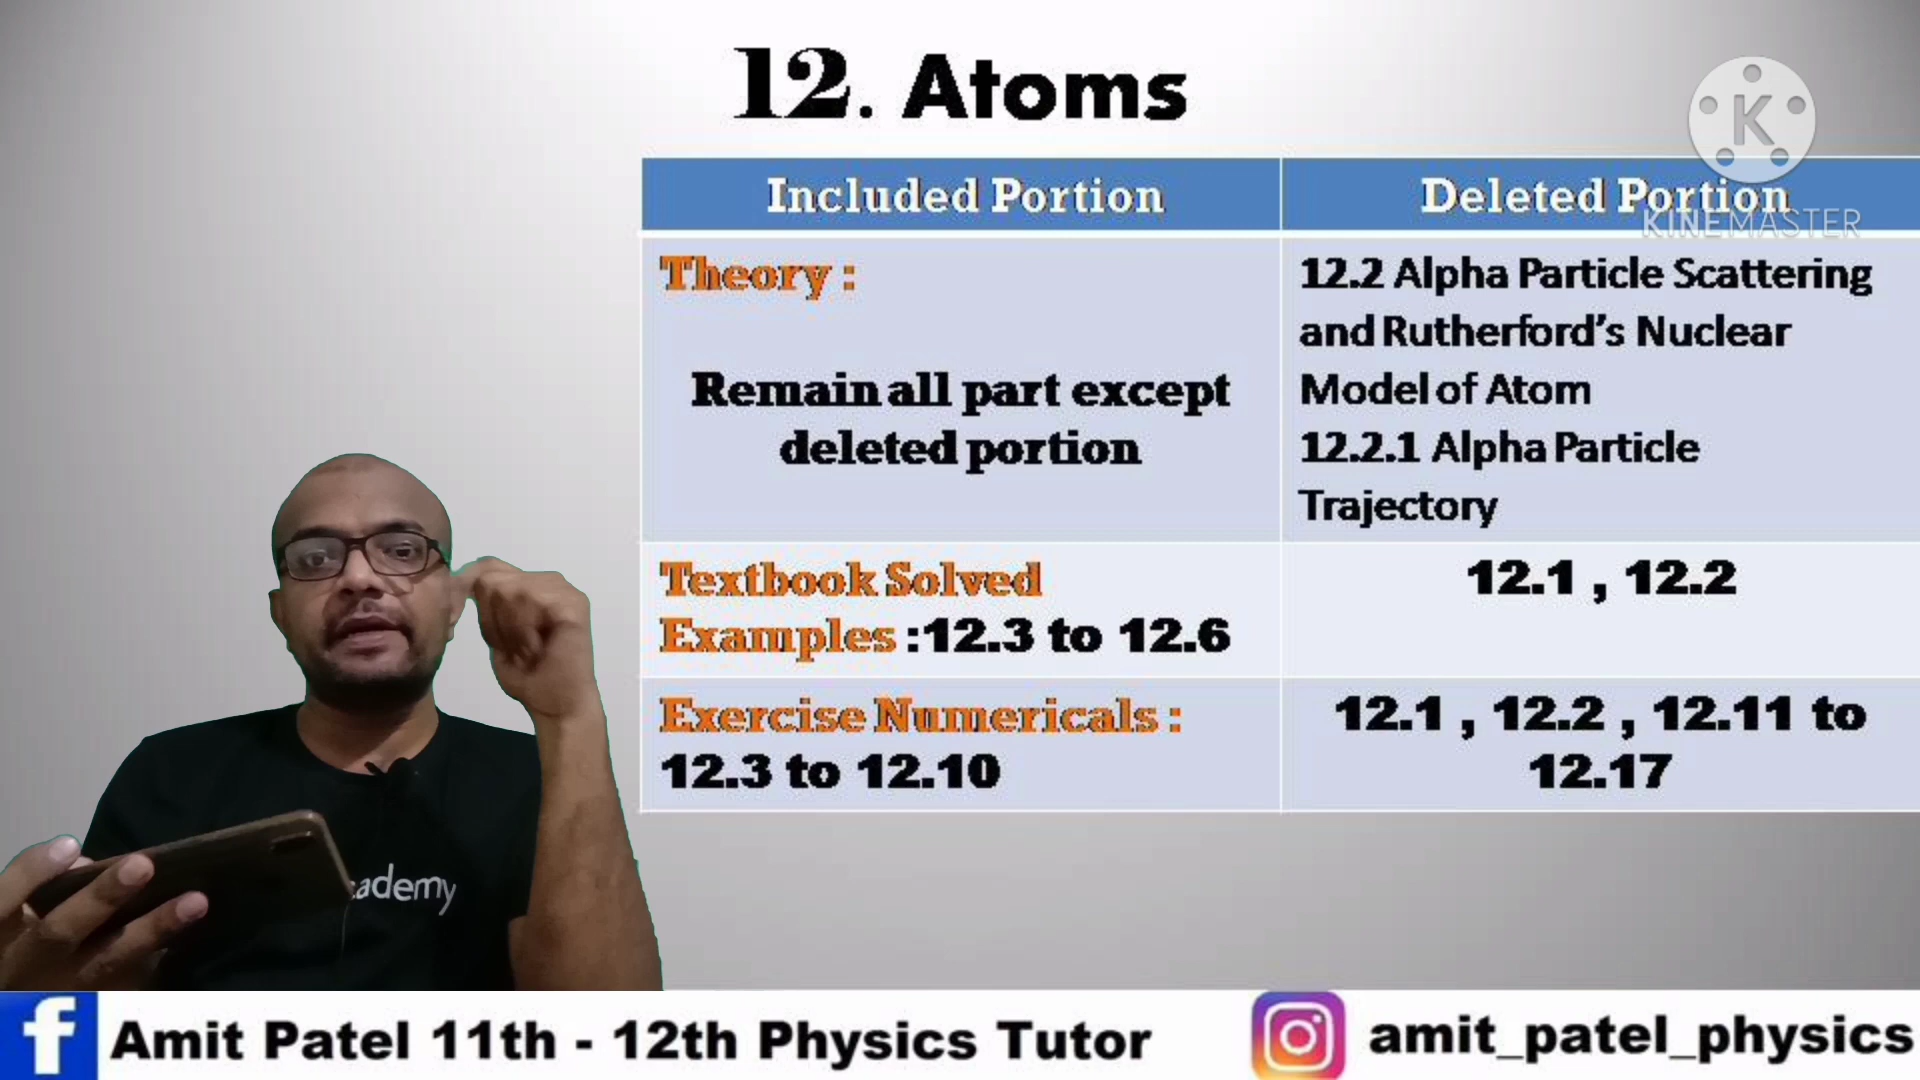 12. Atoms
K
KINEMASTER
Included Portion
Deleted Portion
Theory :
Remain all part except
deleted portion
12.2 Alpha Particle Scattering
and Rutherford's Nuclear
Model of Atom
12.2.1 Alpha Particle
Trajectory
Textbook Solved
Examples :12.3 to 12.6
12.1 , 12.2
Exercise Numericals :
12.3 to 12.10
12.1 , 12.2 , 12.11 to
12.17
ademy
f Amit Patel 11th - 12th Physics Tutor
amit_patel_physics